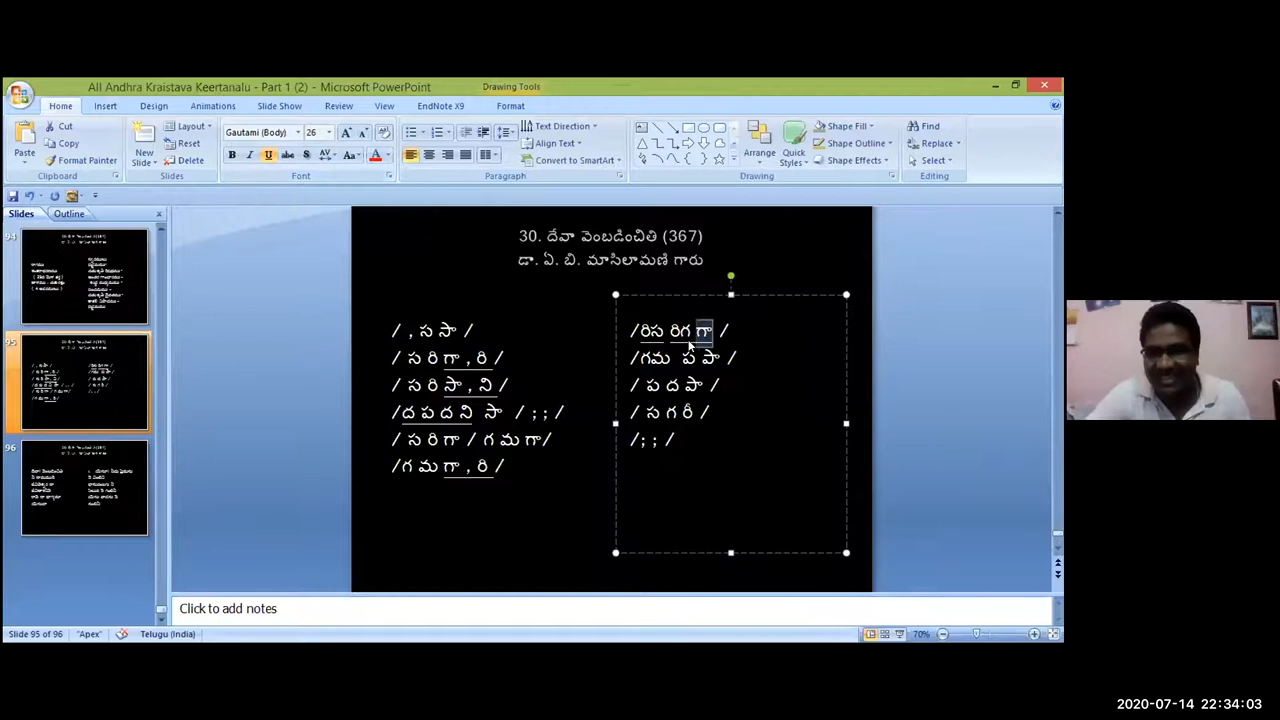 All Andhra Kraistava Keertanalu - Part 1 (2) - Microsoft PowerPoint
Drawing Tools
Home Insert Design Animations Slide Show Review View EndNote X9 Format
Paste
Cut
Copy
Format Painter
Clipboard
New Slide
Layout
Reset
Delete
Slides
Gautami (Body) 26
Font
Paragraph
Text Direction
Align Text
Convert to SmartArt
Arrange
Quick Styles
Shape Fill
Shape Outline
Shape Effects
Drawing
Find
Replace
Select
Editing
Slides Outline
94
95
96
30. దేవా వెంబడించితి (367)
డా. ఏ. బి. మాసిలామణి గారు
/ , స సా /
/ స రి గా , రి /
/ స రి సా , ని /
/ద ప ద ని సా / ; ; /
/ స రి గా / గ మ గా/
/గ మ గా , రి /
/రిస రిగ గా /
/గమ ప పా /
/ ప ద పా /
/ స గ రీ /
/; ; /
Click to add notes
Slide 95 of 96 "Apex" Telugu (India) 70%
2020-07-14 22:34:03